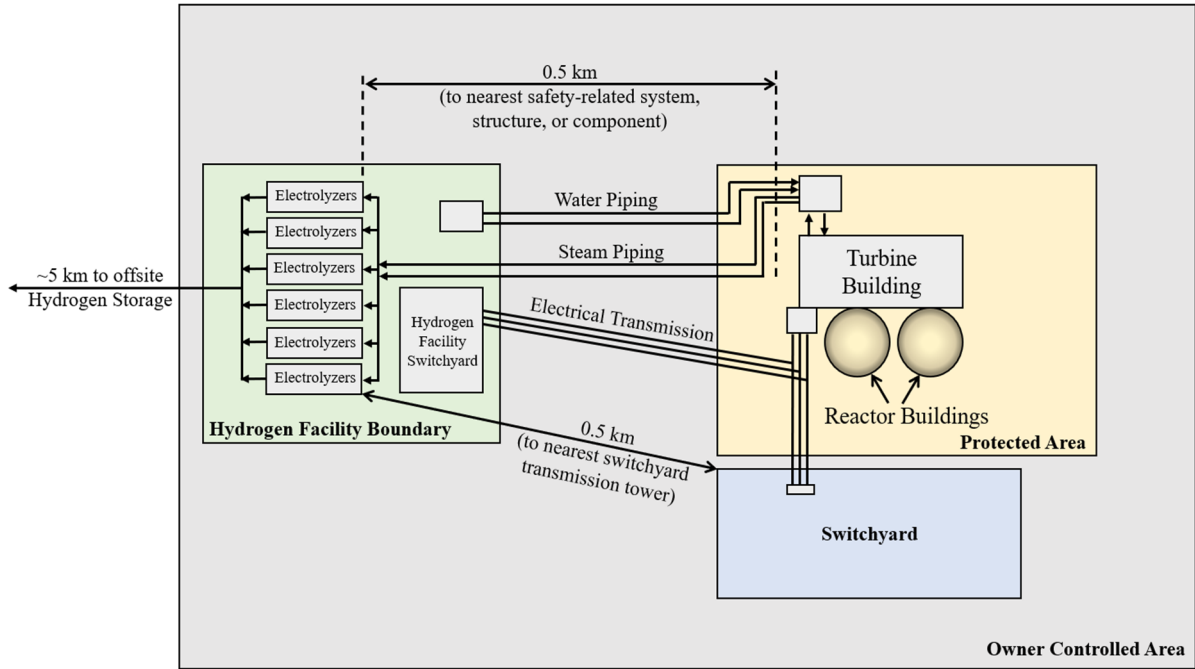 0.5 km
(to nearest safety-related system,
structure, or component)
Electrolyzers
Electrolyzers
Electrolyzers
Electrolyzers
Electrolyzers
Electrolyzers
~5 km to offsite
Hydrogen Storage
Hydrogen
Facility
Switchyard
Hydrogen Facility Boundary
Water Piping
Steam Piping
Electrical Transmission
0.5 km
(to nearest switchyard
transmission tower)
Turbine
Building
Reactor Buildings
Protected Area
Switchyard
Owner Controlled Area